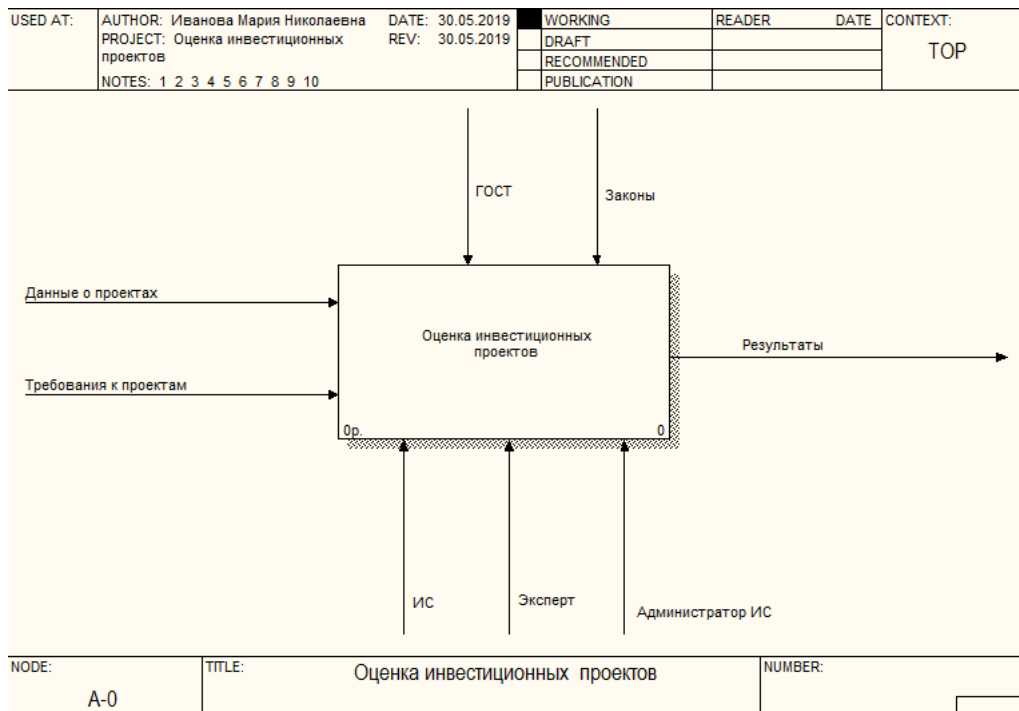 USED AT:
AUTHOR: Иванова Мария Николаевна
DATE: 30.05.2019
PROJECT: Оценка инвестиционных
проектов
REV: 30.05.2019
NOTES: 1 2 3 4 5 6 7 8 9 10
WORKING
DRAFT
RECOMMENDED
PUBLICATION
READER DATE
CONTEXT:
TOP
ГОСТ
Законы
Данные о проектах
Требования к проектам
Оценка инвестиционных
проектов
0р.
0
Результаты
ИС
Эксперт
Администратор ИС
NODE:
A-0
TITLE:
Оценка инвестиционных проектов
NUMBER: